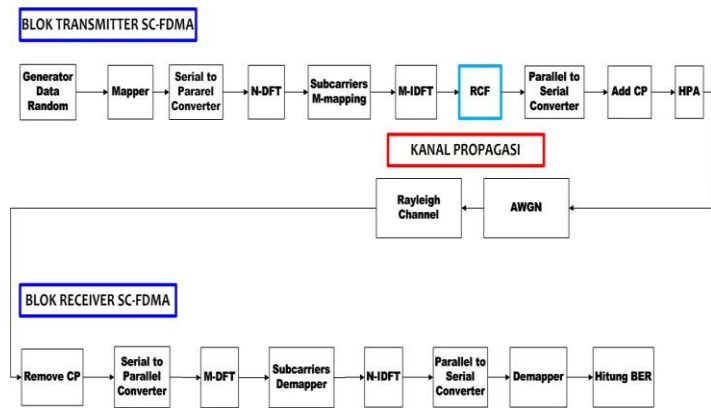 BLOK TRANSMITTER SC-FDMA
Generator
Data
Random
Mapper
Serial to
Pararel
Converter
N-DFT
Subcarriers
M-mapping
M-IDFT
RCF
Parallel to
Serial
Converter
Add CP
HPA
KANAL PROPAGASI
Rayleigh
Channel
AWGN
BLOK RECEIVER SC-FDMA
Remove CP
Serial to
Parallel
Converter
M-DFT
Subcarriers
Demapper
N-IDFT
Parallel to
Serial
Converter
Demapper
Hitung BER